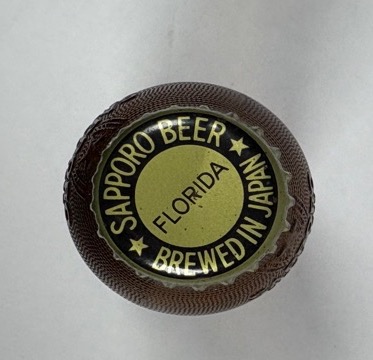 ★ SAPPORO BEER ★
BREWED IN JAPAN
FLORIDA